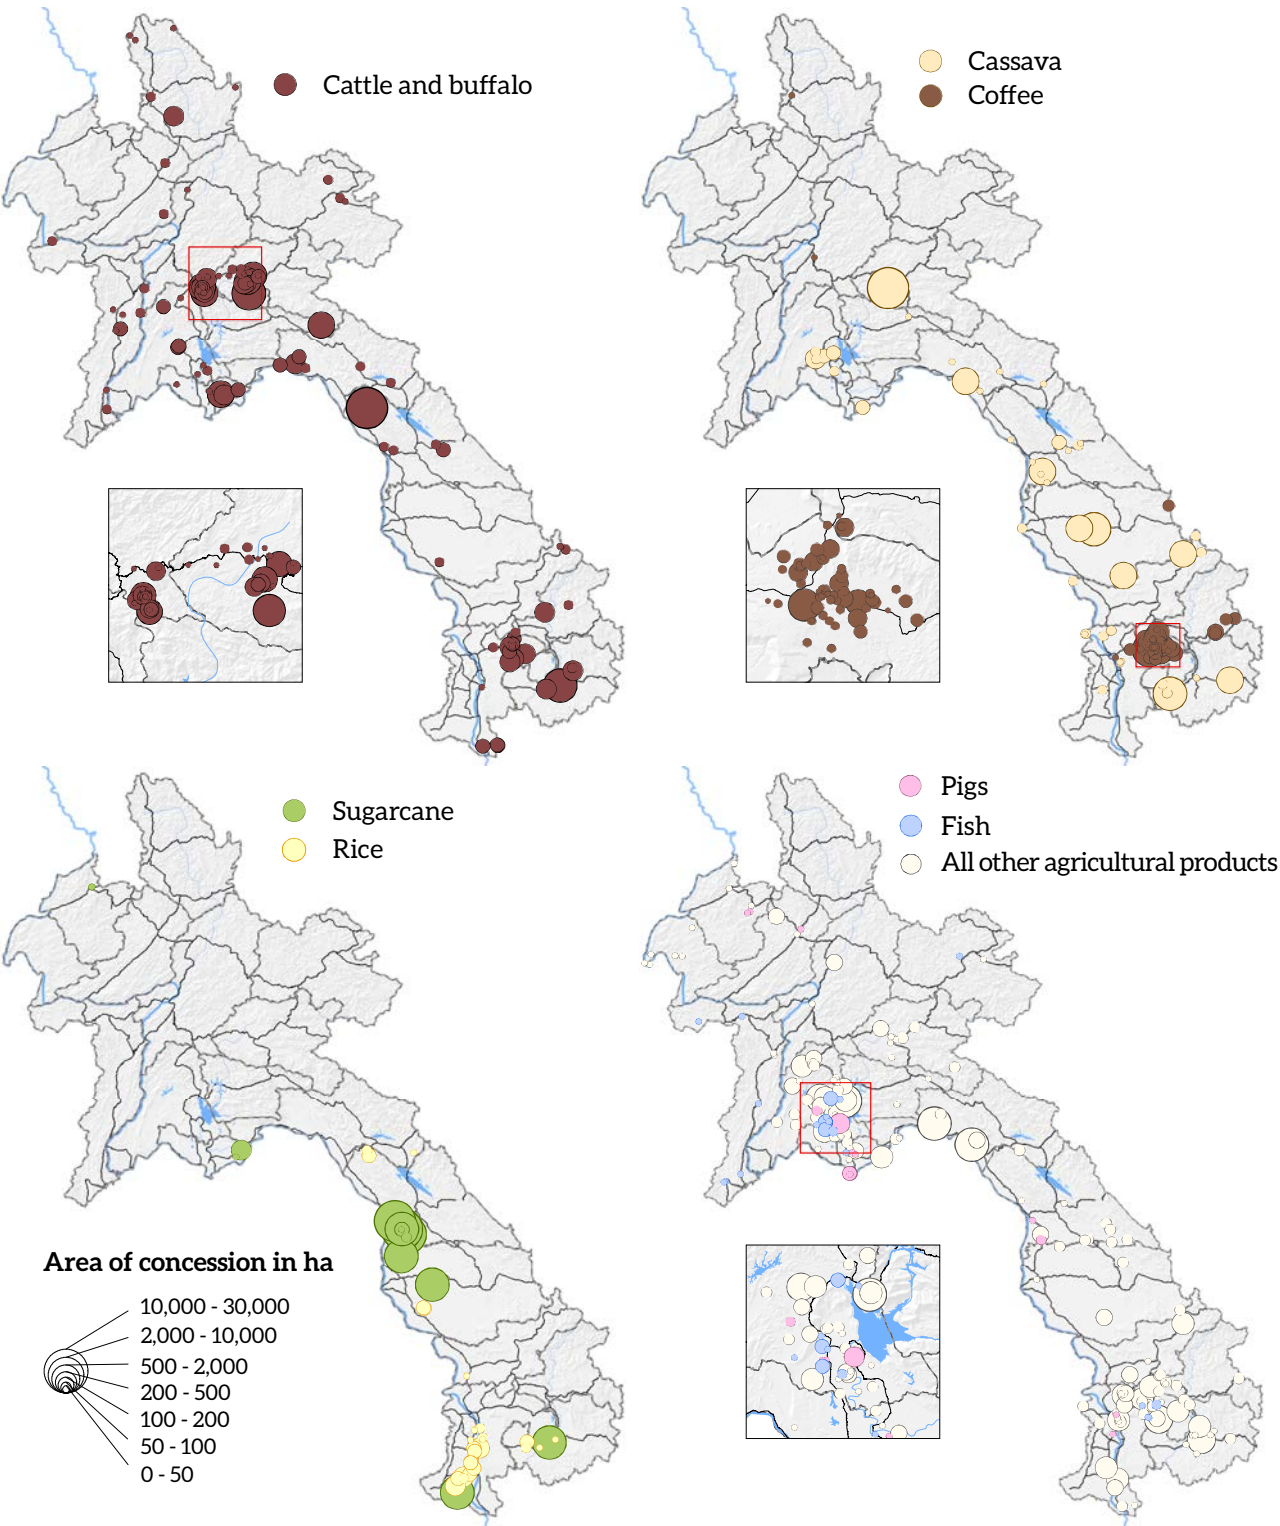 Cattle and buffalo
Cassava
Coffee
Sugarcane
Rice
Pigs
Fish
All other agricultural products
Area of concession in ha
10,000 - 30,000
2,000 - 10,000
500 - 2,000
200 - 500
100 - 200
50 - 100
0 - 50